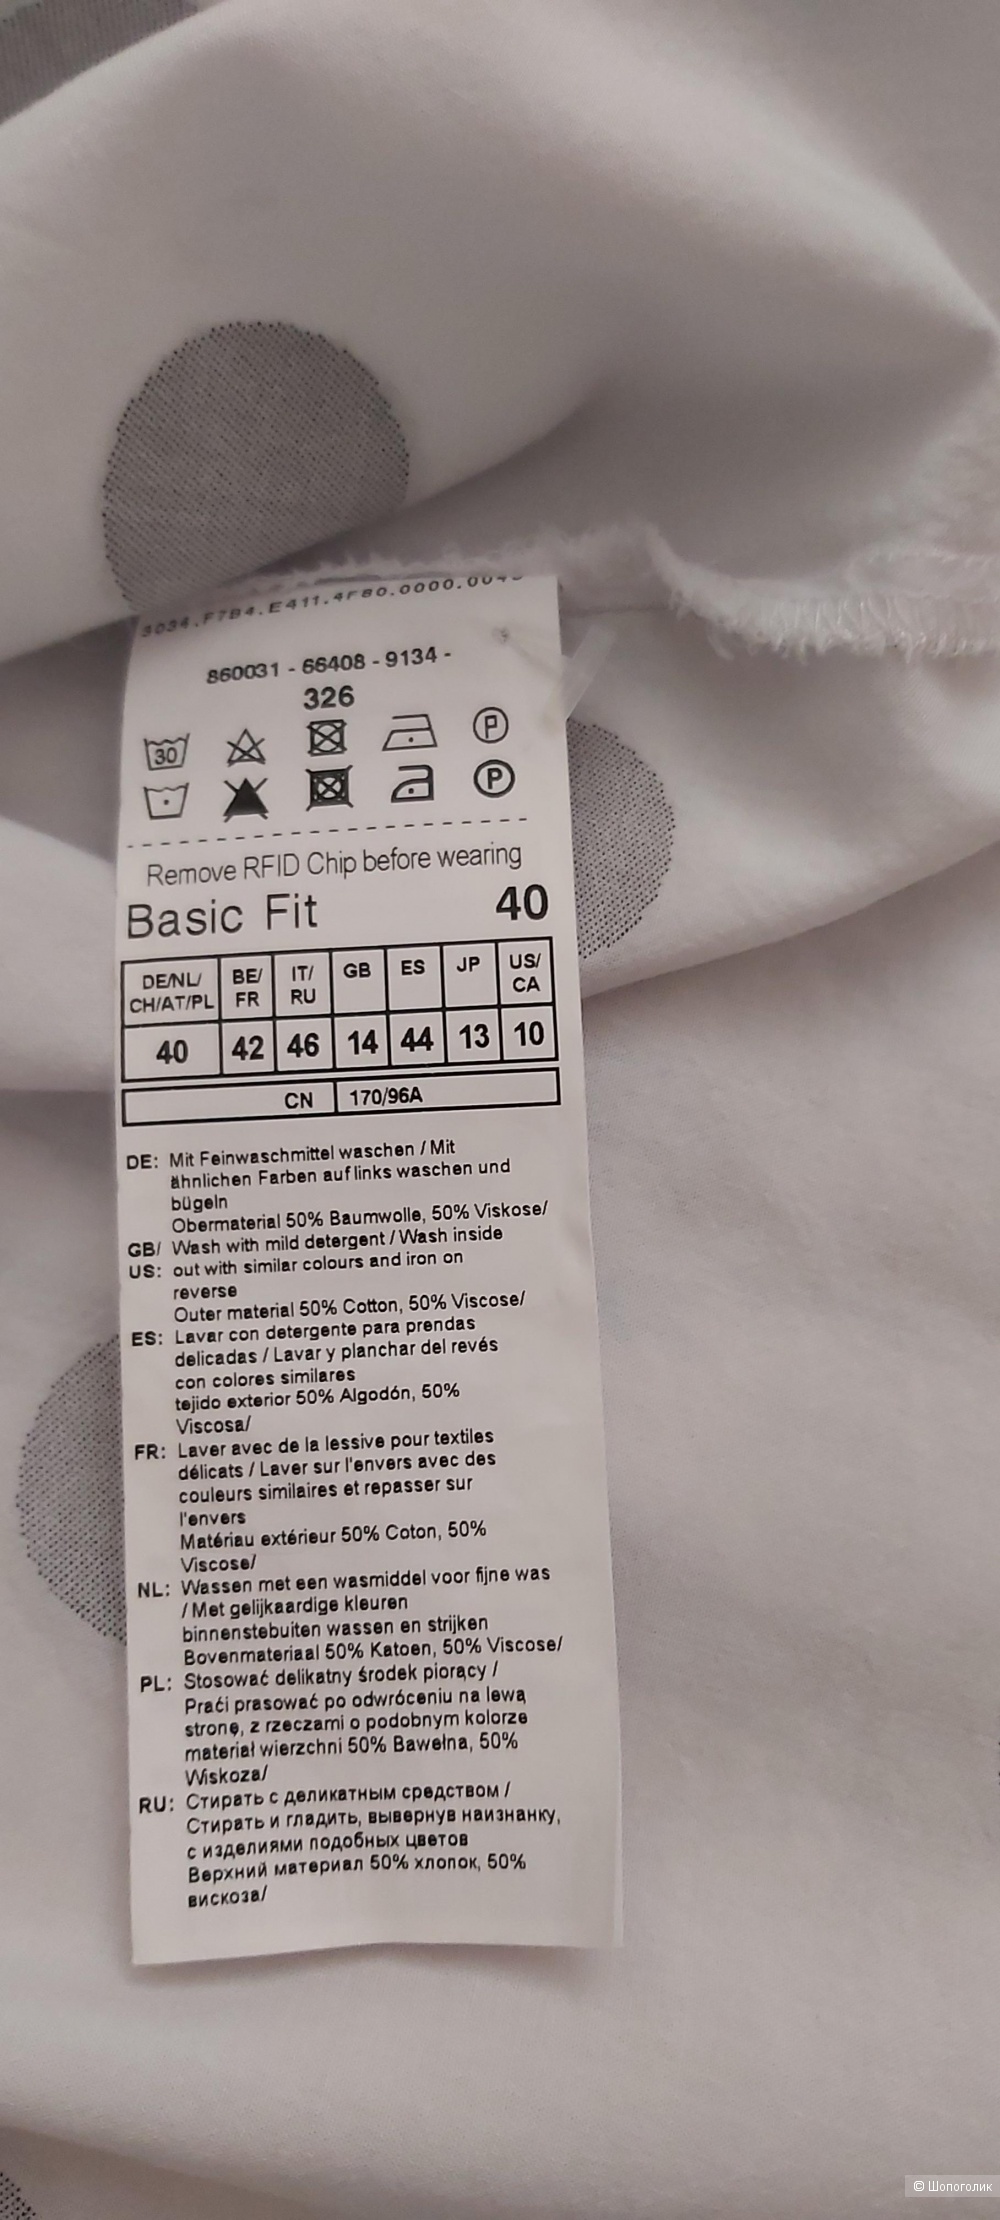 3034.F7B4.E411.4F80.0000.004
860031 - 66408 - 9134 -
326
30
P
P
Remove RFID Chip before wearing
Basic Fit 40
DE/NL/ CH/AT/PL BE/ FR IT/ RU GB ES JP US/ CA
40 42 46 14 44 13 10
CN 170/96A
DE: Mit Feinwaschmittel waschen / Mit
ähnlichen Farben auf links waschen und
bügeln
Obermaterial 50% Baumwolle, 50% Viskose/
GB/ Wash with mild detergent / Wash inside
US: out with similar colours and iron on
reverse
Outer material 50% Cotton, 50% Viscose/
ES: Lavar con detergente para prendas
delicadas / Lavar y planchar del revés
con colores similares
tejido exterior 50% Algodón, 50%
Viscosa/
FR: Laver avec de la lessive pour textiles
délicats / Laver sur l'envers avec des
couleurs similaires et repasser sur
l'envers
Matériau extérieur 50% Coton, 50%
Viscose/
NL: Wassen met een wasmiddel voor fijne was
/ Met gelijkaardige kleuren
binnenstebuiten wassen en strijken
Bovenmateriaal 50% Katoen, 50% Viscose/
PL: Stosować delikatny środek piorący /
Praći prasować po odwróceniu na lewą
stronę, z rzeczami o podobnym kolorze
materiał wierzchni 50% Bawełna, 50%
Wiskoza/
RU: Стирать с деликатным средством /
Стирать и гладить, вывернув наизнанку,
с изделиями подобных цветов
Верхний материал 50% хлопок, 50%
вискоза/
© Шопоголик